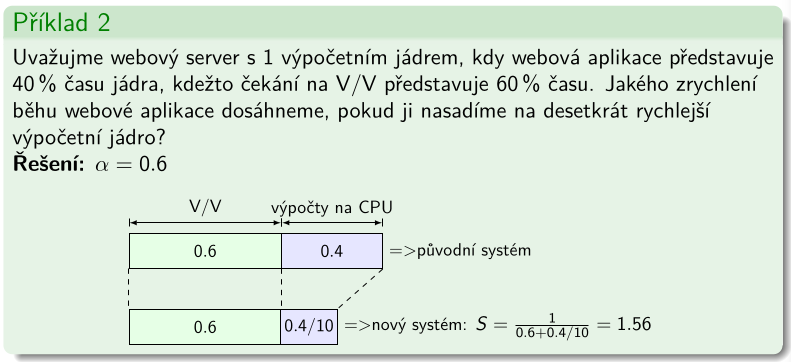 Příklad 2
Uvažujme webový server s 1 výpočetním jádrem, kdy webová aplikace představuje
40 % času jádra, kdežto čekání na V/V představuje 60 % času. Jakého zrychlení
běhu webové aplikace dosáhneme, pokud ji nasadíme na desetkrát rychlejší
výpočetní jádro?
Řešení: α = 0.6
V/V výpočty na CPU
0.6 0.4 =>původní systém
0.6 0.4/10 =>nový systém: S = 1/(0.6+0.4/10) = 1.56